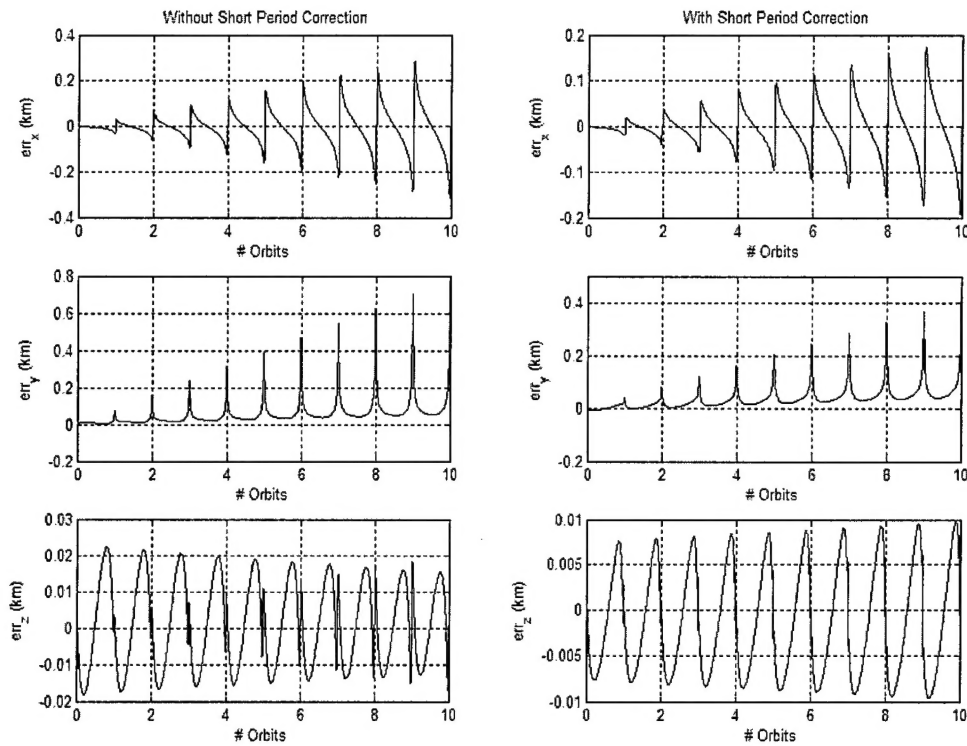 Without Short Period Correction
0.4
0.2
0
-0.2
-0.4
err_x (km)
0 2 4 6 8 10
# Orbits
With Short Period Correction
0.2
0.1
0
-0.1
-0.2
err_x (km)
0 2 4 6 8 10
# Orbits
0.8
0.6
0.4
0.2
0
-0.2
err_y (km)
0 2 4 6 8 10
# Orbits
0.4
0.2
0
-0.2
err_y (km)
0 2 4 6 8 10
# Orbits
0.03
0.02
0.01
0
-0.01
-0.02
err_z (km)
0 2 4 6 8 10
# Orbits
0.01
0.005
0
-0.005
-0.01
err_z (km)
0 2 4 6 8 10
# Orbits